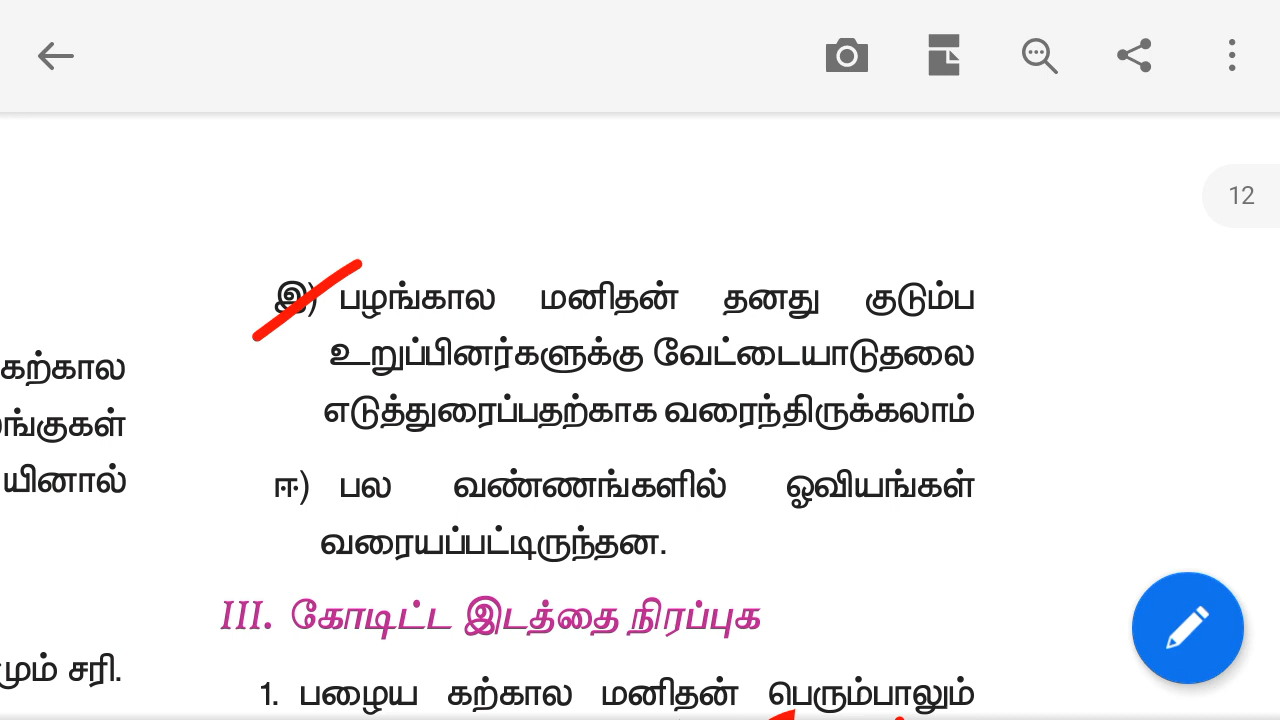 12
கற்கால
ங்குகள்
யினால்
மும் சரி.
இ) பழங்கால மனிதன் தனது குடும்ப
உறுப்பினர்களுக்கு வேட்டையாடுதலை
எடுத்துரைப்பதற்காக வரைந்திருக்கலாம்
ஈ) பல வண்ணங்களில் ஓவியங்கள்
வரையப்பட்டிருந்தன.
III. கோடிட்ட இடத்தை நிரப்புக
1. பழைய கற்கால மனிதன் பெரும்பாலும்